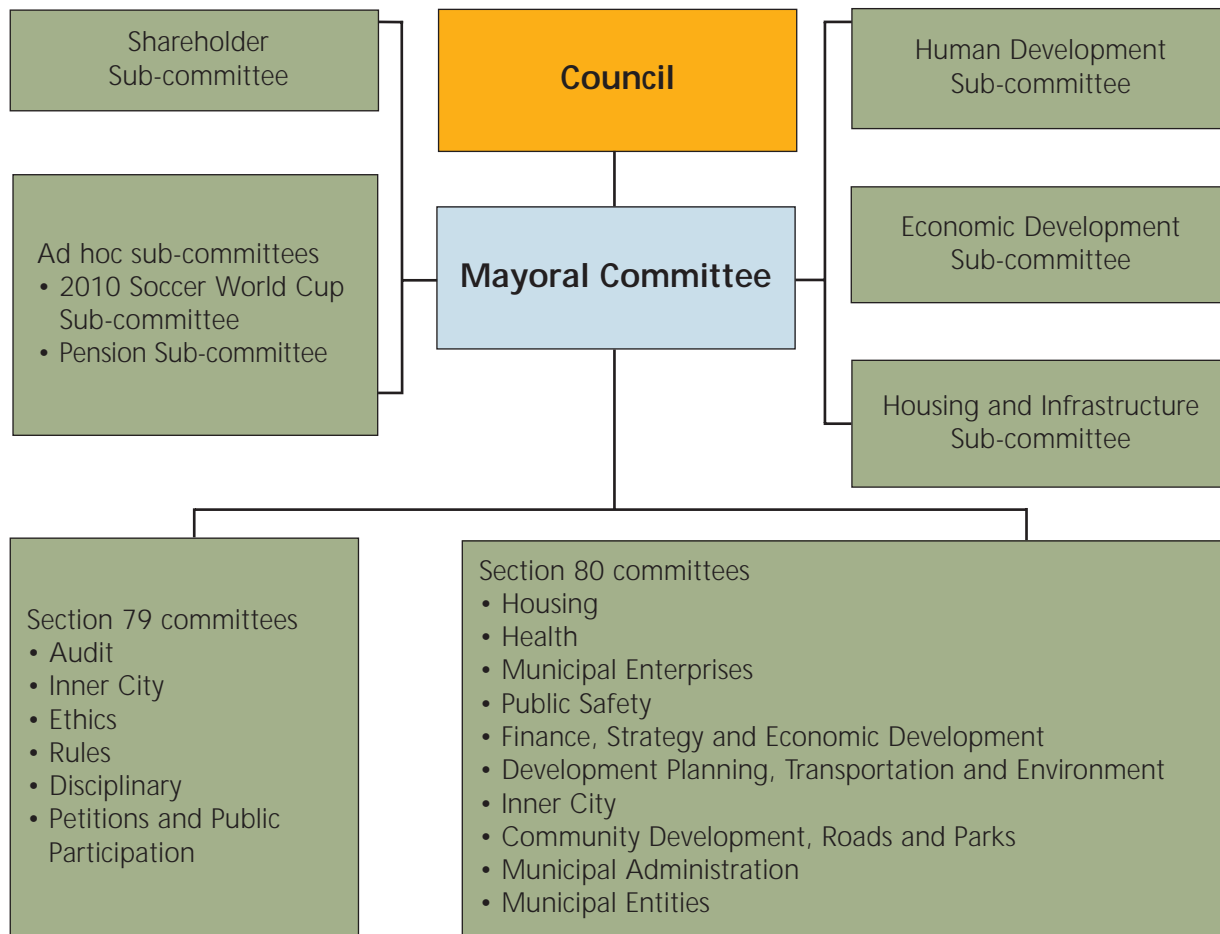 Shareholder
Sub-committee
Council
Human Development
Sub-committee
Ad hoc sub-committees
• 2010 Soccer World Cup
Sub-committee
• Pension Sub-committee
Mayoral Committee
Economic Development
Sub-committee
Housing and Infrastructure
Sub-committee
Section 79 committees
• Audit
• Inner City
• Ethics
• Rules
• Disciplinary
• Petitions and Public
Participation
Section 80 committees
• Housing
• Health
• Municipal Enterprises
• Public Safety
• Finance, Strategy and Economic Development
• Development Planning, Transportation and Environment
• Inner City
• Community Development, Roads and Parks
• Municipal Administration
• Municipal Entities